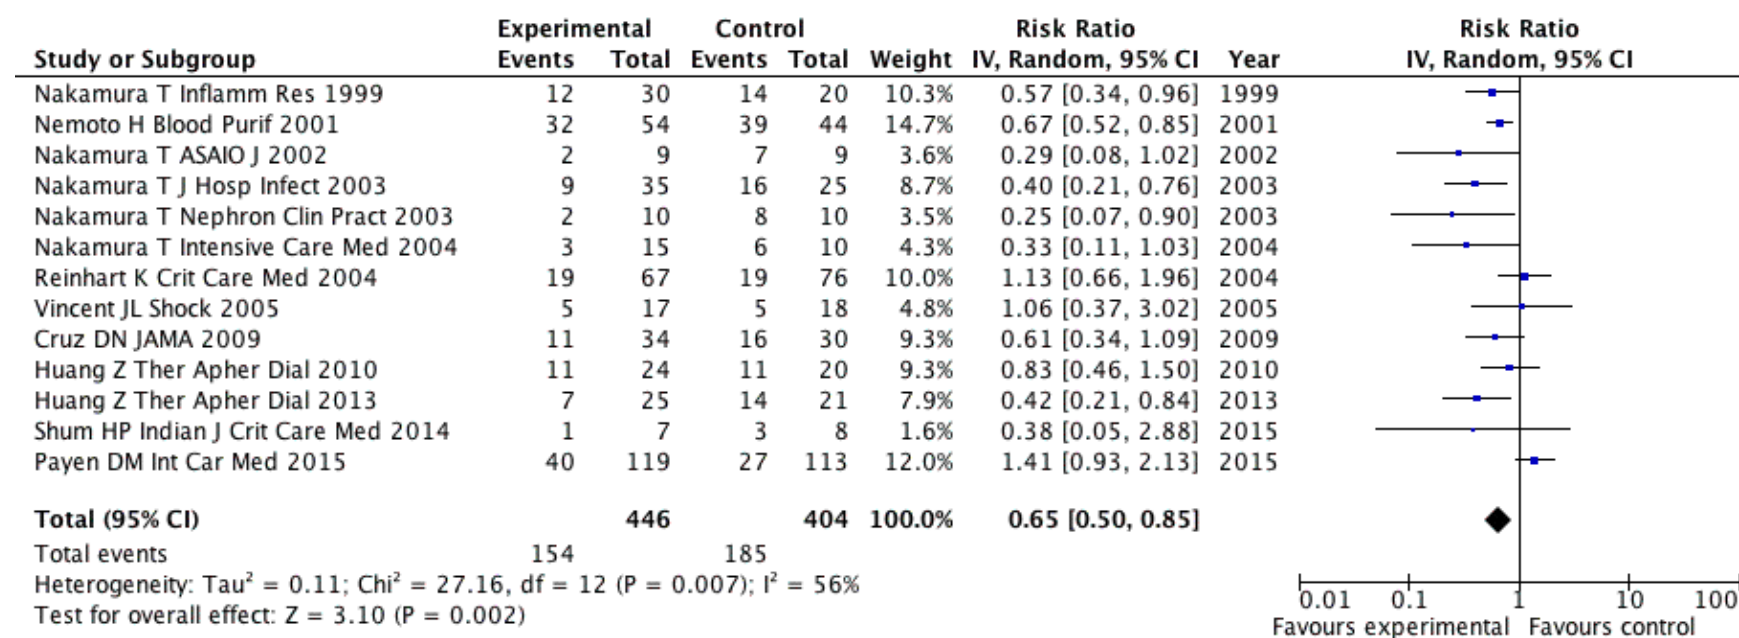 Experimental Control Risk Ratio Risk Ratio
Study or Subgroup Events Total Events Total Weight IV, Random, 95% CI Year IV, Random, 95% CI
Nakamura T Inflamm Res 1999 12 30 14 20 10.3% 0.57 [0.34, 0.96] 1999
Nemoto H Blood Purif 2001 32 54 39 44 14.7% 0.67 [0.52, 0.85] 2001
Nakamura T ASAIO J 2002 2 9 7 9 3.6% 0.29 [0.08, 1.02] 2002
Nakamura T J Hosp Infect 2003 9 35 16 25 8.7% 0.40 [0.21, 0.76] 2003
Nakamura T Nephron Clin Pract 2003 2 10 8 10 3.5% 0.25 [0.07, 0.90] 2003
Nakamura T Intensive Care Med 2004 3 15 6 10 4.3% 0.33 [0.11, 1.03] 2004
Reinhart K Crit Care Med 2004 19 67 19 76 10.0% 1.13 [0.66, 1.96] 2004
Vincent JL Shock 2005 5 17 5 18 4.8% 1.06 [0.37, 3.02] 2005
Cruz DN JAMA 2009 11 34 16 30 9.3% 0.61 [0.34, 1.09] 2009
Huang Z Ther Apher Dial 2010 11 24 11 20 9.3% 0.83 [0.46, 1.50] 2010
Huang Z Ther Apher Dial 2013 7 25 14 21 7.9% 0.42 [0.21, 0.84] 2013
Shum HP Indian J Crit Care Med 2014 1 7 3 8 1.6% 0.38 [0.05, 2.88] 2015
Payen DM Int Car Med 2015 40 119 27 113 12.0% 1.41 [0.93, 2.13] 2015
Total (95% CI) 446 404 100.0% 0.65 [0.50, 0.85]
Total events 154 185
Heterogeneity: Tau² = 0.11; Chi² = 27.16, df = 12 (P = 0.007); I² = 56%
Test for overall effect: Z = 3.10 (P = 0.002)
0.01 0.1 1 10 100
Favours experimental Favours control